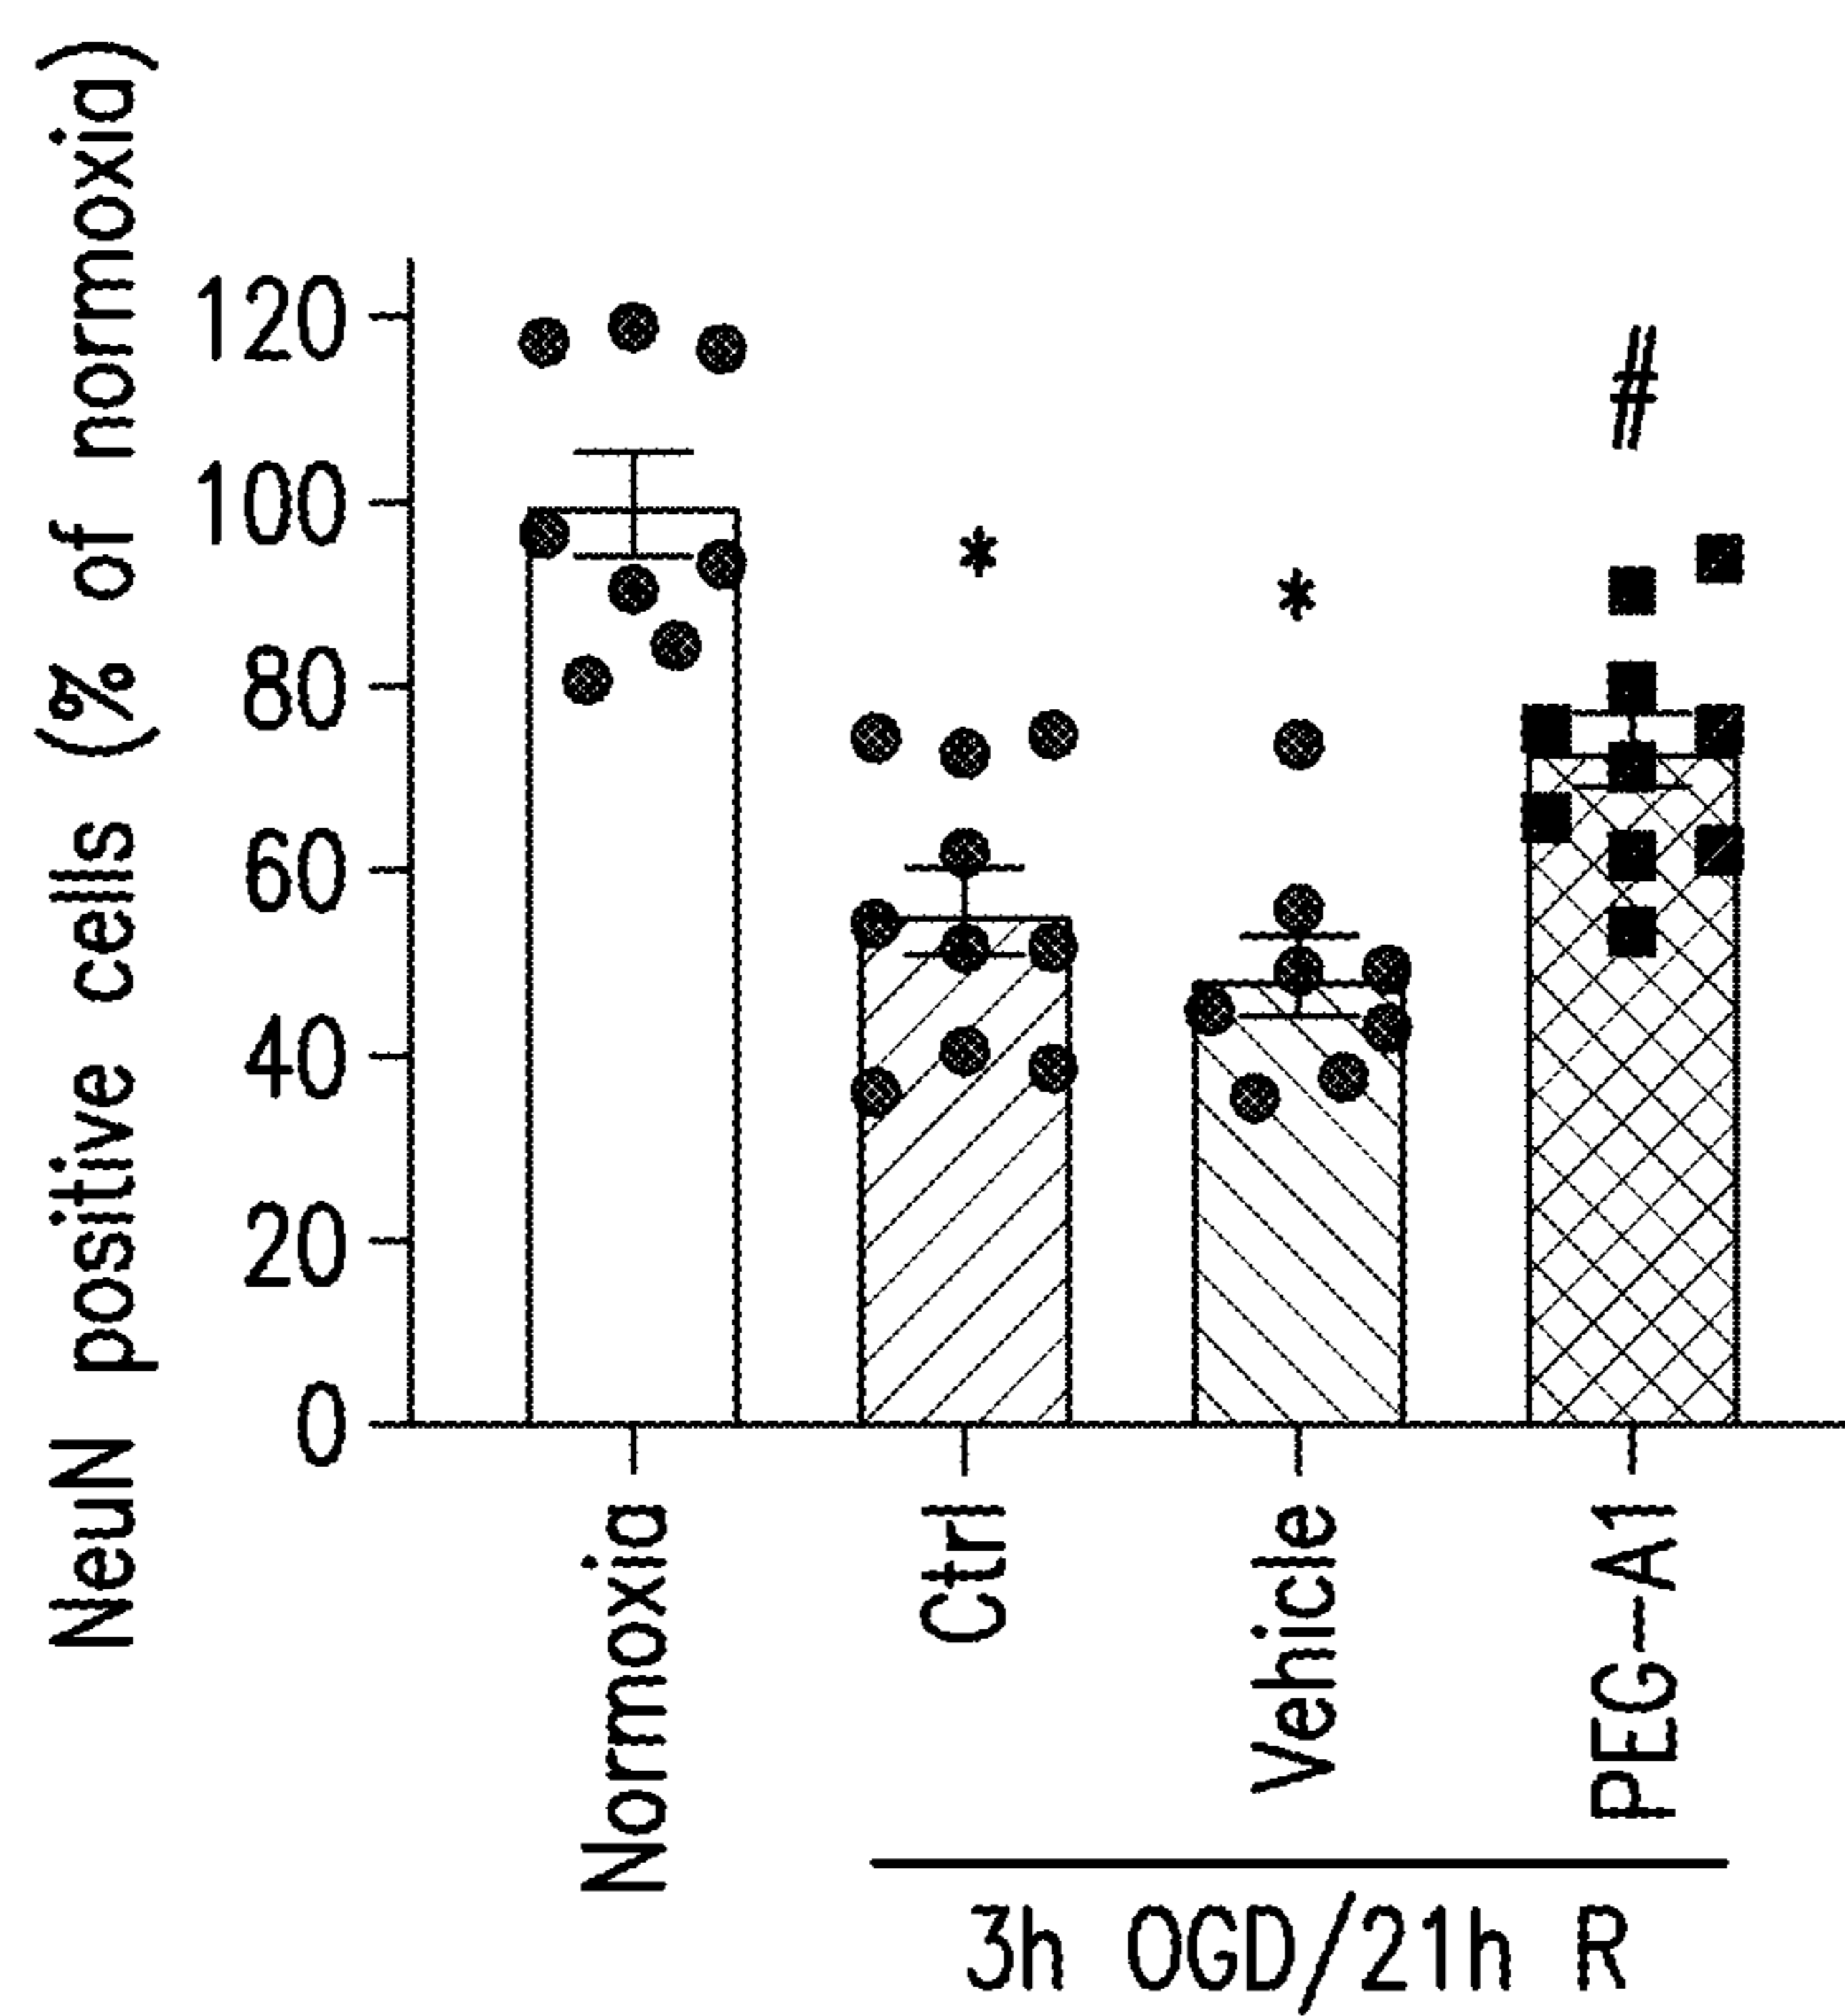 NeuN positive cells (% of normoxia)
120
100
80
60
40
20
0
*
*
#
Normoxia
Ctrl
Vehicle
PEG-A1
3h OGD/21h R